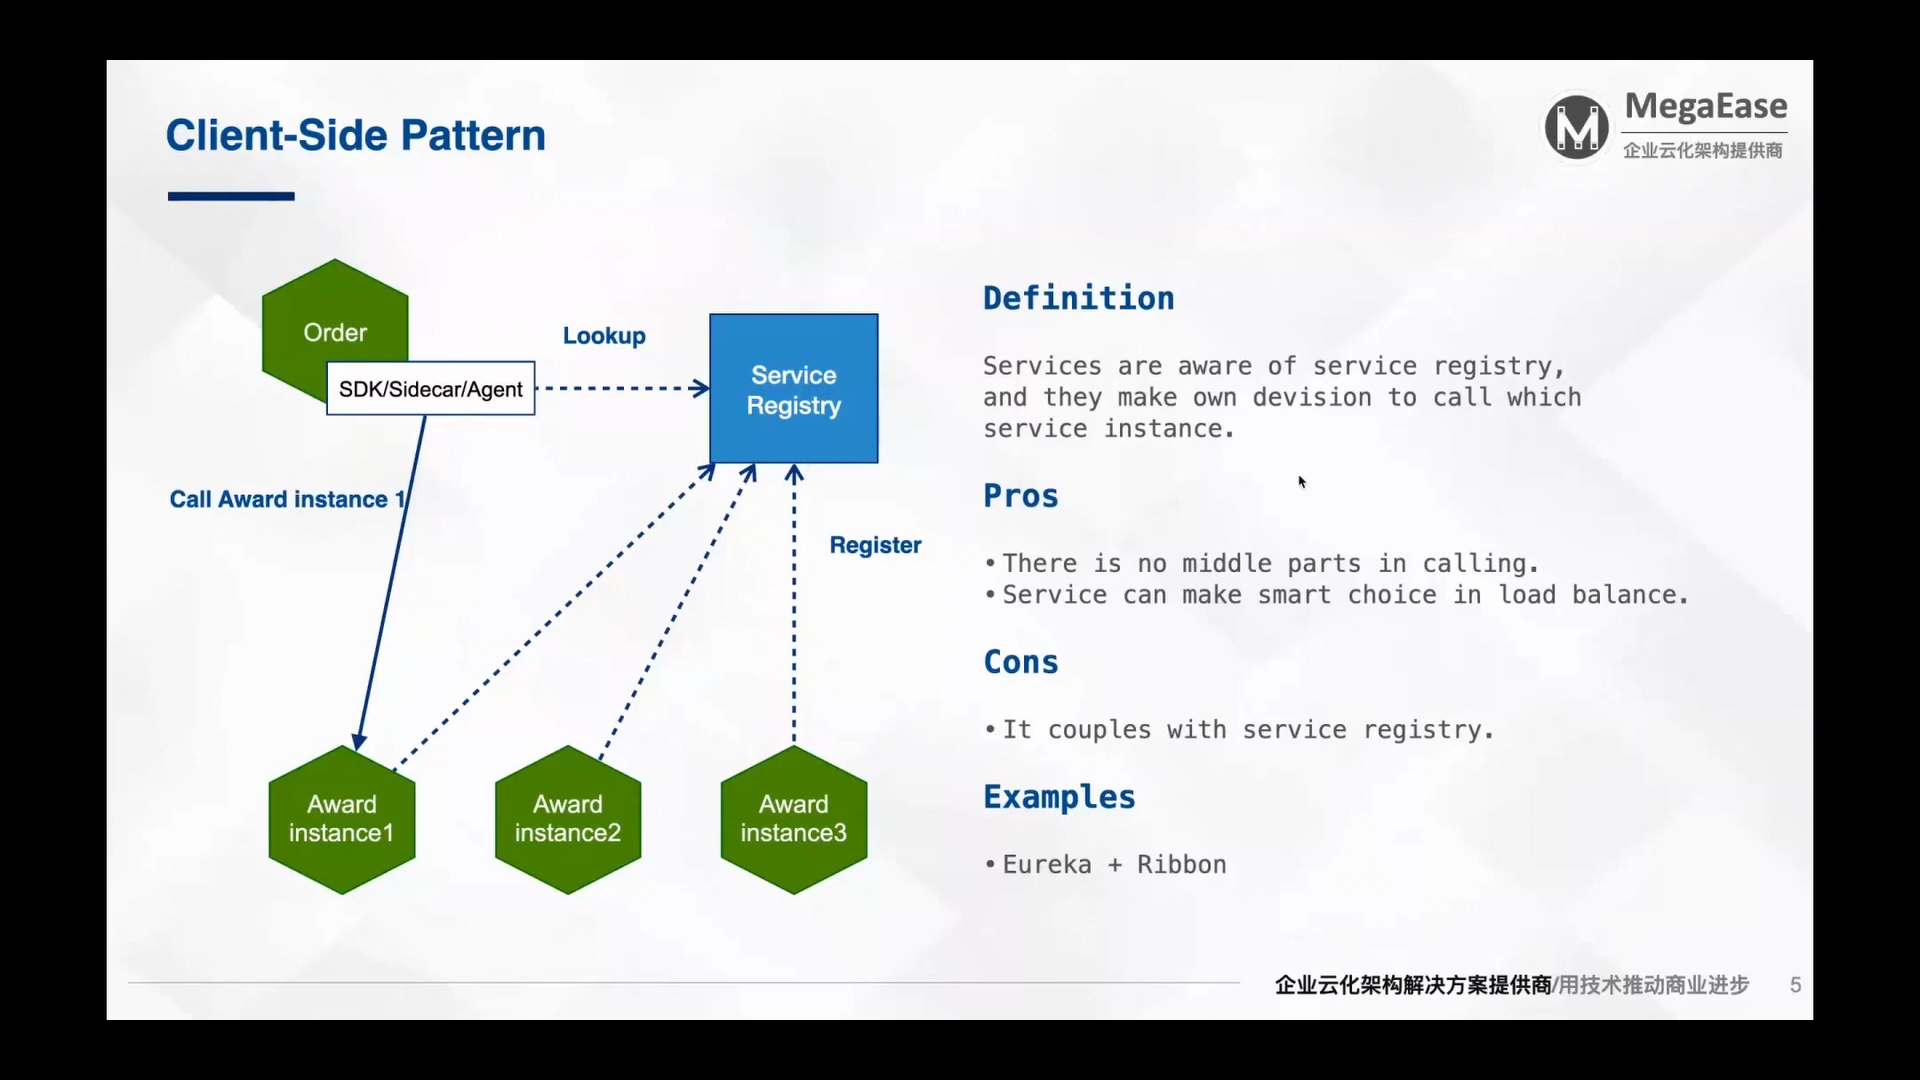 Client-Side Pattern
MegaEase
企业云化架构提供商
Order
SDK/Sidecar/Agent
Lookup
Service
Registry
Call Award instance 1
Register
Award
instance1
Award
instance2
Award
instance3
Definition
Services are aware of service registry,
and they make own devision to call which
service instance.
Pros
•There is no middle parts in calling.
•Service can make smart choice in load balance.
Cons
•It couples with service registry.
Examples
•Eureka + Ribbon
企业云化架构解决方案提供商/用技术推动商业进步
5